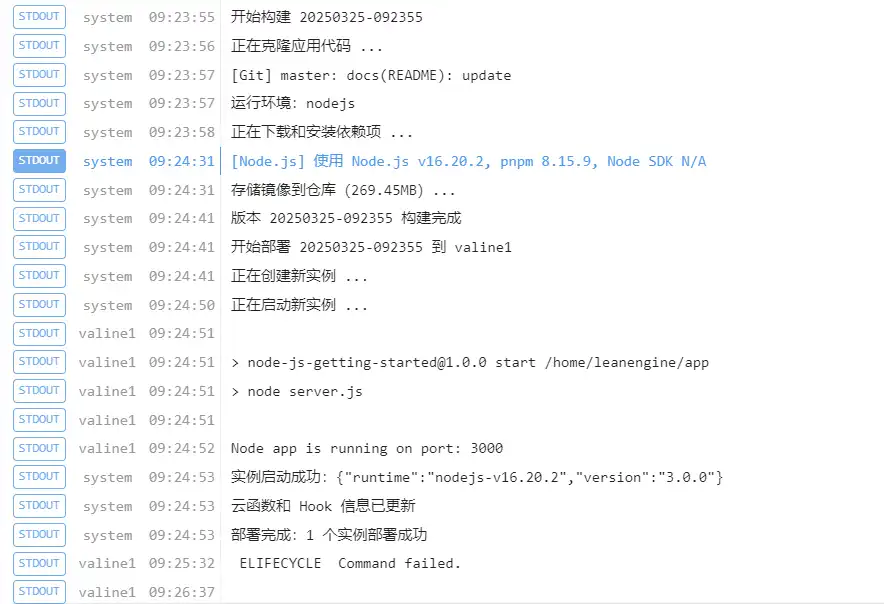 STDOUT system 09:23:55 开始构建 20250325-092355
STDOUT system 09:23:56 正在克隆应用代码 ...
STDOUT system 09:23:57 [Git] master: docs(README): update
STDOUT system 09:23:57 运行环境: nodejs
STDOUT system 09:23:58 正在下载和安装依赖项 ...
STDOUT system 09:24:31 [Node.js] 使用 Node.js v16.20.2, pnpm 8.15.9, Node SDK N/A
STDOUT system 09:24:31 存储镜像到仓库 (269.45MB) ...
STDOUT system 09:24:41 版本 20250325-092355 构建完成
STDOUT system 09:24:41 开始部署 20250325-092355 到 valine1
STDOUT system 09:24:41 正在创建新实例 ...
STDOUT system 09:24:50 正在启动新实例 ...
STDOUT valine1 09:24:51
STDOUT valine1 09:24:51 > node-js-getting-started@1.0.0 start /home/leanengine/app
STDOUT valine1 09:24:51 > node server.js
STDOUT valine1 09:24:51
STDOUT valine1 09:24:52 Node app is running on port: 3000
STDOUT system 09:24:53 实例启动成功: {"runtime":"nodejs-v16.20.2","version":"3.0.0"}
STDOUT system 09:24:53 云函数和 Hook 信息已更新
STDOUT system 09:24:53 部署完成: 1 个实例部署成功
STDOUT valine1 09:25:32 ELIFECYCLE Command failed.
STDOUT valine1 09:26:37